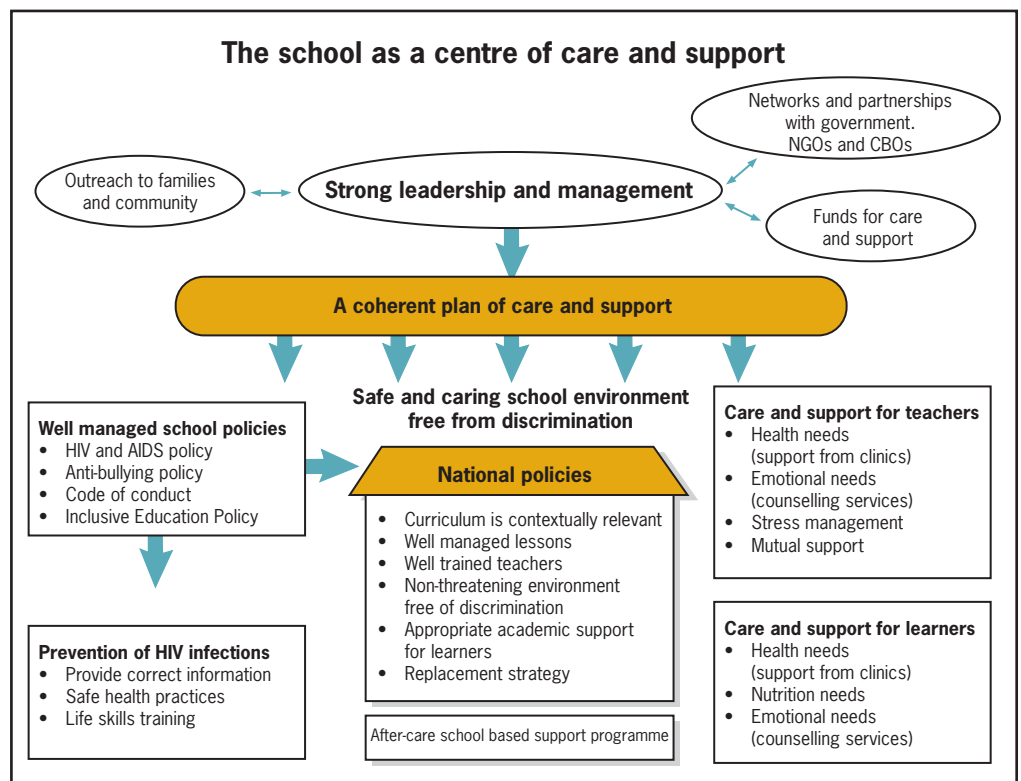 The school as a centre of care and support
Networks and partnerships
with government.
NGOs and CBOs
Outreach to families
and community
Strong leadership and management
Funds for care
and support
A coherent plan of care and support
Safe and caring school environment
free from discrimination
Well managed school policies
• HIV and AIDS policy
• Anti-bullying policy
• Code of conduct
• Inclusive Education Policy
National policies
• Curriculum is contextually relevant
• Well managed lessons
• Well trained teachers
• Non-threatening environment
free of discrimination
• Appropriate academic support
for learners
• Replacement strategy
Care and support for teachers
• Health needs
(support from clinics)
• Emotional needs
(counselling services)
• Stress management
• Mutual support
Prevention of HIV infections
• Provide correct information
• Safe health practices
• Life skills training
After-care school based support programme
Care and support for learners
• Health needs
(support from clinics)
• Nutrition needs
• Emotional needs
(counselling services)